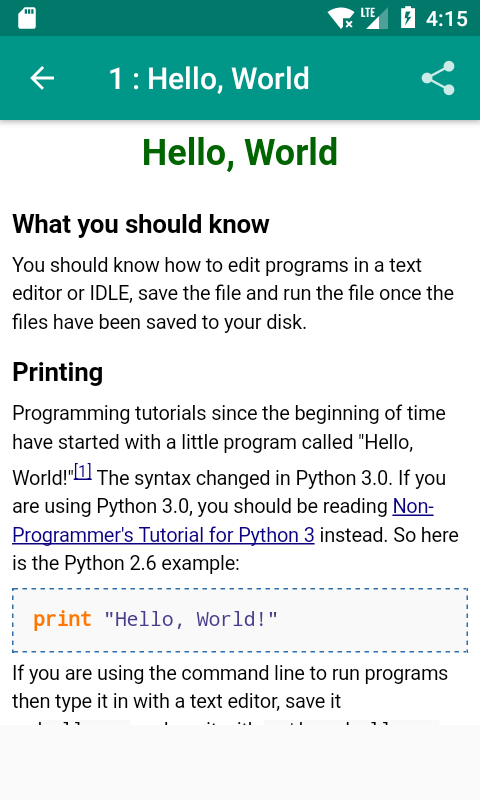 LTE 4:15
1 : Hello, World
Hello, World
What you should know
You should know how to edit programs in a text
editor or IDLE, save the file and run the file once the
files have been saved to your disk.
Printing
Programming tutorials since the beginning of time
have started with a little program called "Hello,
World!"[1] The syntax changed in Python 3.0. If you
are using Python 3.0, you should be reading Non-
Programmer's Tutorial for Python 3 instead. So here
is the Python 2.6 example:
print "Hello, World!"
If you are using the command line to run programs
then type it in with a text editor, save it